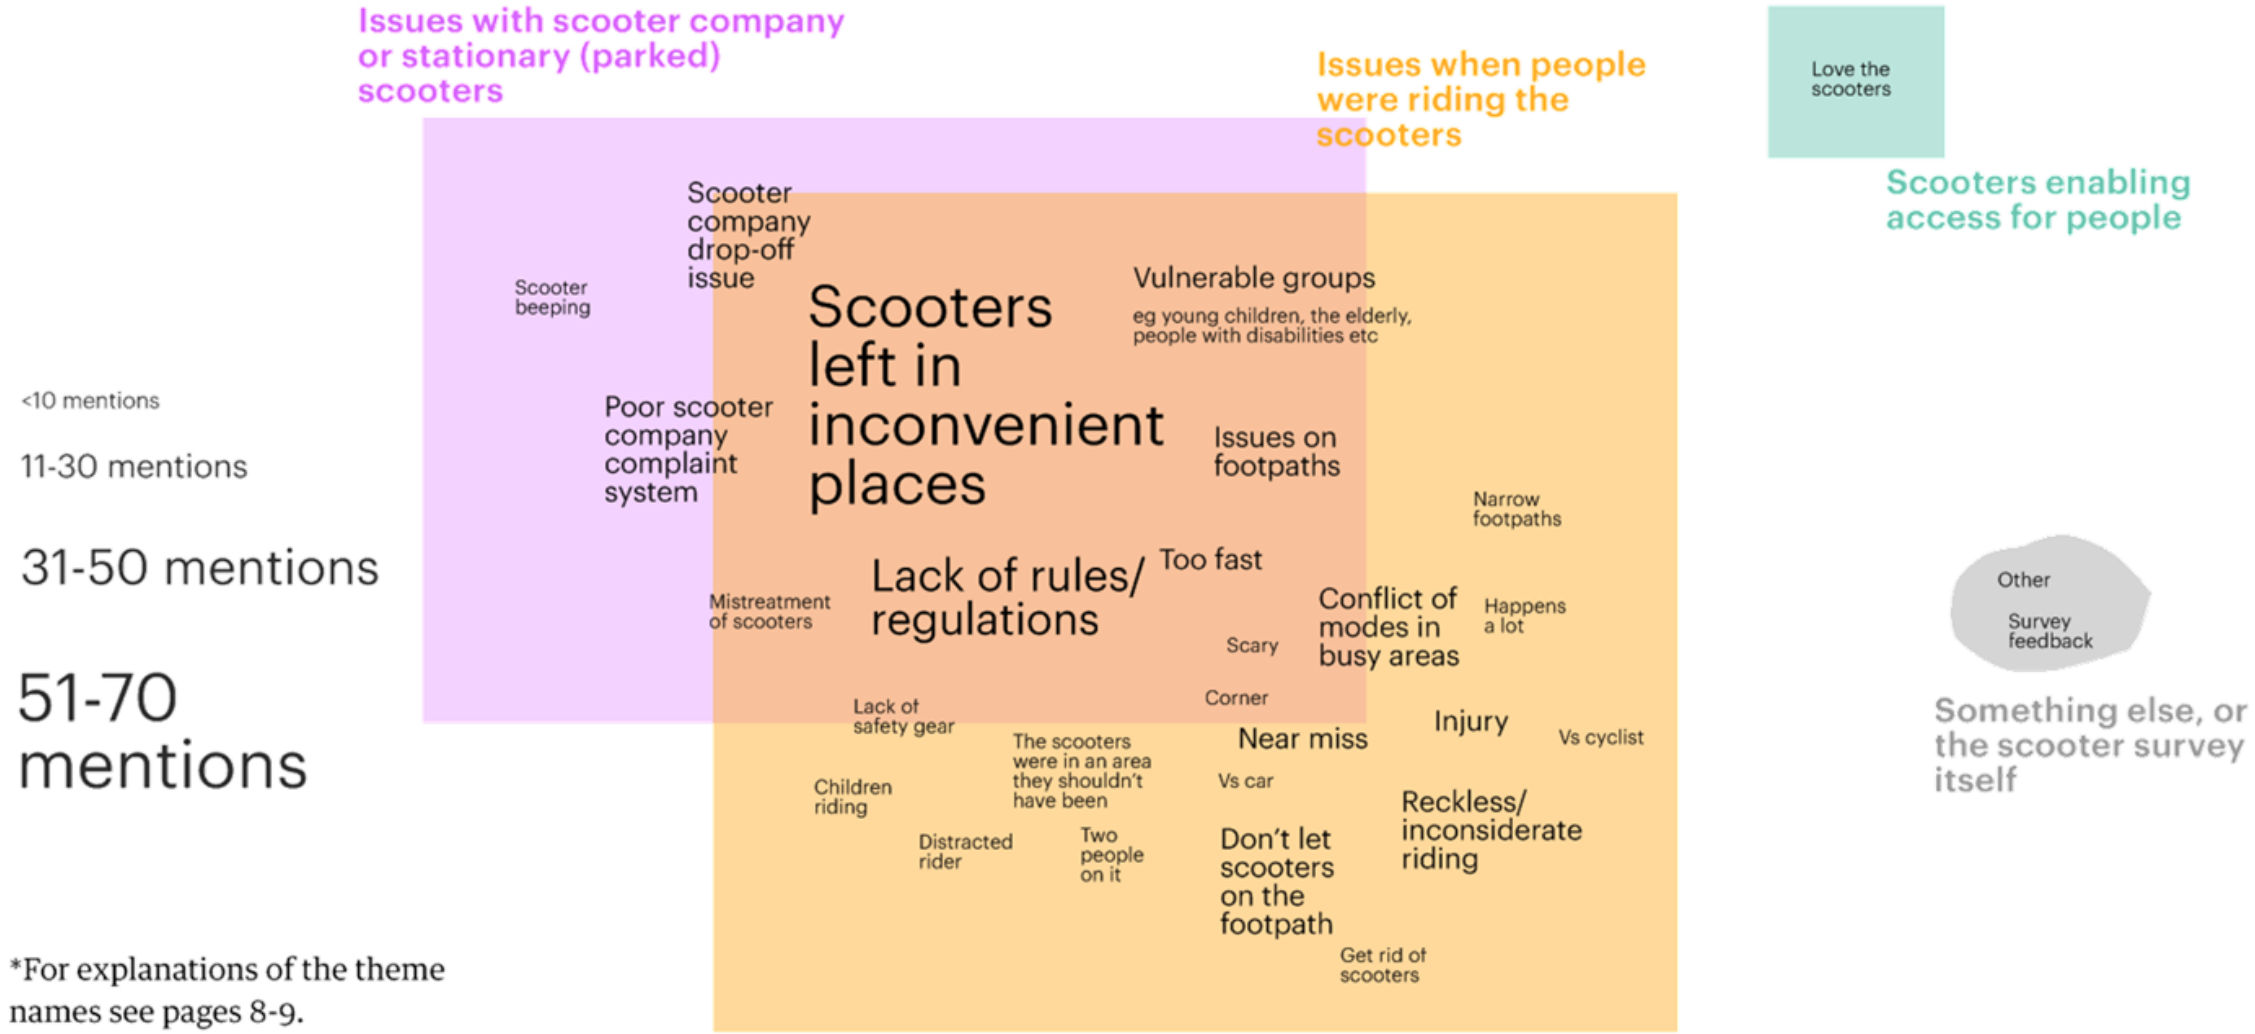 Issues with scooter company
or stationary (parked)
scooters
Issues when people
were riding the
scooters
Love the
scooters
Scooters enabling
access for people
Scooter
company
drop-off
issue
Scooter
beeping
Scooters
left in
inconvenient
places
Vulnerable groups
eg young children, the elderly,
people with disabilities etc
Poor scooter
company
complaint
system
Issues on
footpaths
Narrow
footpaths
<10 mentions
11-30 mentions
31-50 mentions
51-70
mentions
Lack of rules/
regulations
Too fast
Mistreatment
of scooters
Scary
Conflict of
modes in
busy areas
Happens
a lot
Corner
Lack of
safety gear
The scooters
were in an area
they shouldn't
have been
Near miss
Injury
Vs cyclist
Children
riding
Vs car
Reckless/
inconsiderate
riding
Distracted
rider
Two
people
on it
Don't let
scooters
on the
footpath
Get rid of
scooters
Other
Survey
feedback
Something else, or
the scooter survey
itself
*For explanations of the theme
names see pages 8-9.